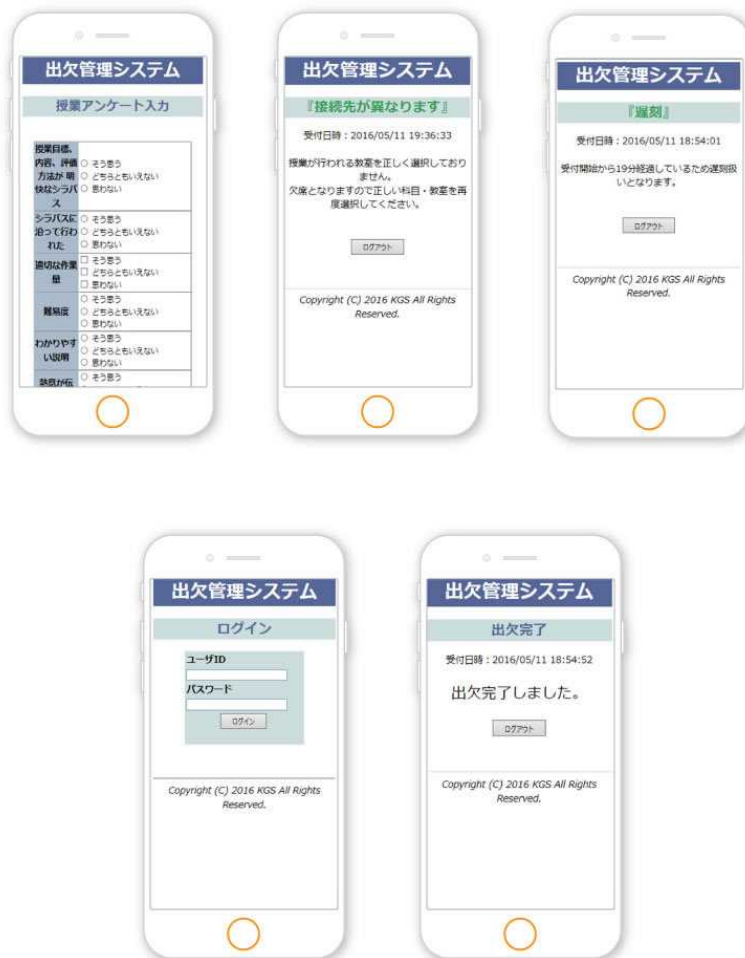 出欠管理システム
授業アンケート入力
授業目標、
内容、評価
方法が 明
快なシラバ
ス
○ そう思う
○ どちらともいえない
○ 思わない
シラバスに
沿って行わ
れた
○ そう思う
○ どちらともいえない
○ 思わない
適切な作業
量
□ そう思う
□ どちらともいえない
□ 思わない
難易度
○ そう思う
○ どちらともいえない
○ 思わない
わかりやす
い説明
○ そう思う
○ どちらともいえない
○ 思わない
熱意が伝
○ そう思う
出欠管理システム
『接続先が異なります』
受付日時：2016/05/11 19:36:33
授業が行われる教室を正しく選択しており
ません。
欠席となりますので正しい科目・教室を再
度選択してください。
ログアウト
Copyright (C) 2016 KGS All Rights
Reserved.
出欠管理システム
『遅刻』
受付日時：2016/05/11 18:54:01
受付開始から19分経過しているため遅刻扱
いとなります。
ログアウト
Copyright (C) 2016 KGS All Rights
Reserved.
出欠管理システム
ログイン
ユーザID
パスワード
ログイン
Copyright (C) 2016 KGS All Rights
Reserved.
出欠管理システム
出欠完了
受付日時：2016/05/11 18:54:52
出欠完了しました。
ログアウト
Copyright (C) 2016 KGS All Rights
Reserved.